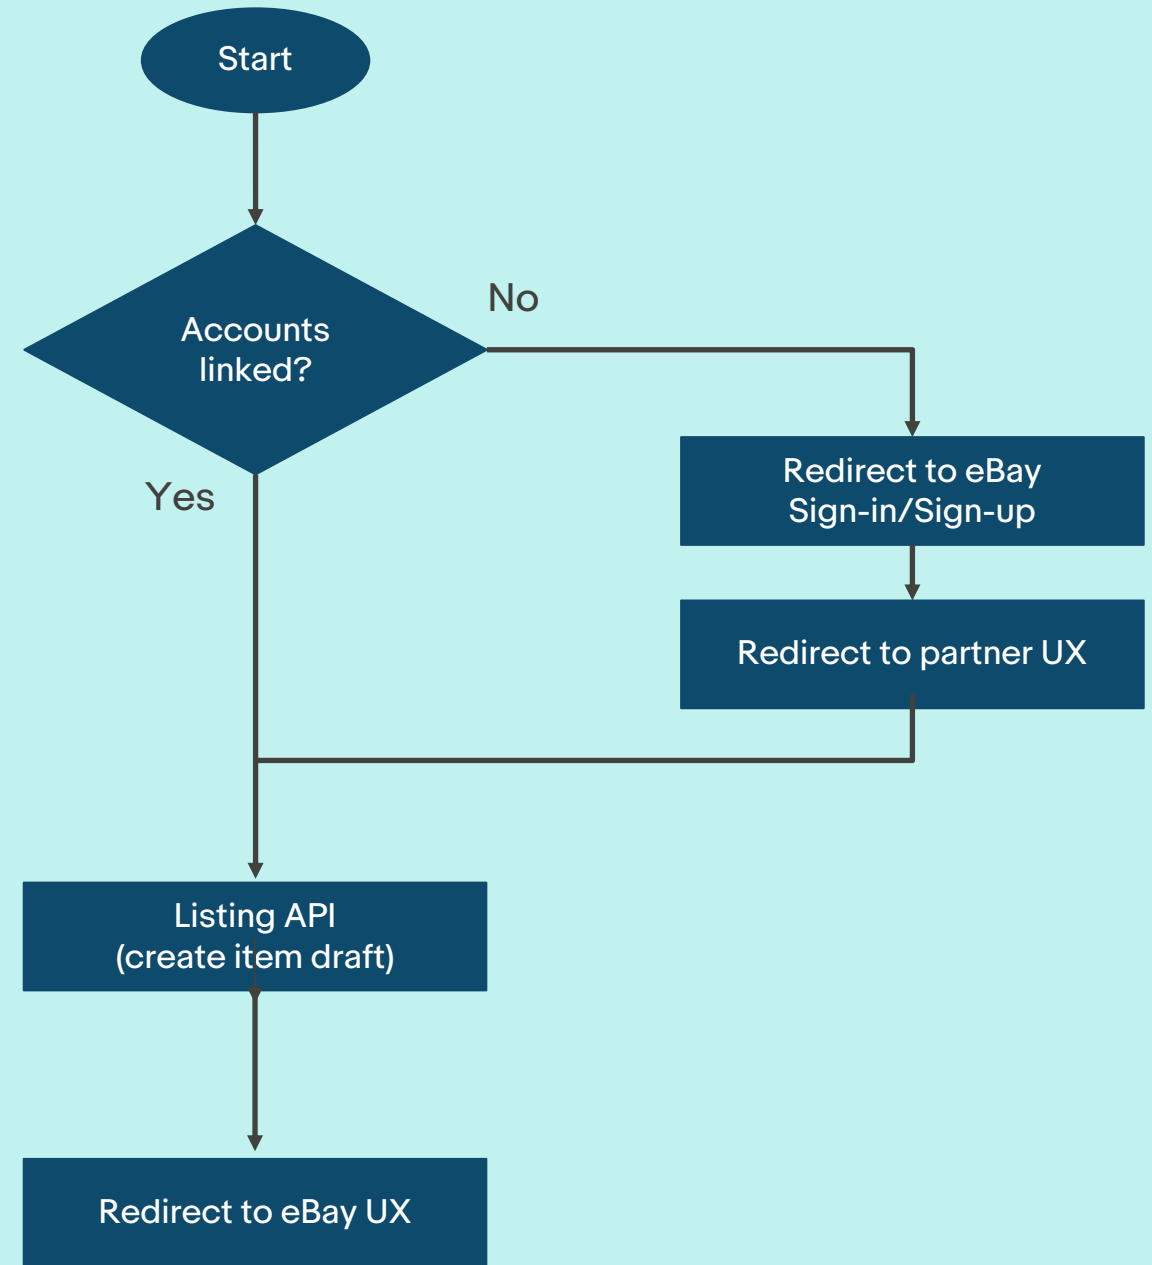 Start
Accounts
linked?
No
Yes
Redirect to eBay
Sign-in/Sign-up
Redirect to partner UX
Listing API
(create item draft)
Redirect to eBay UX